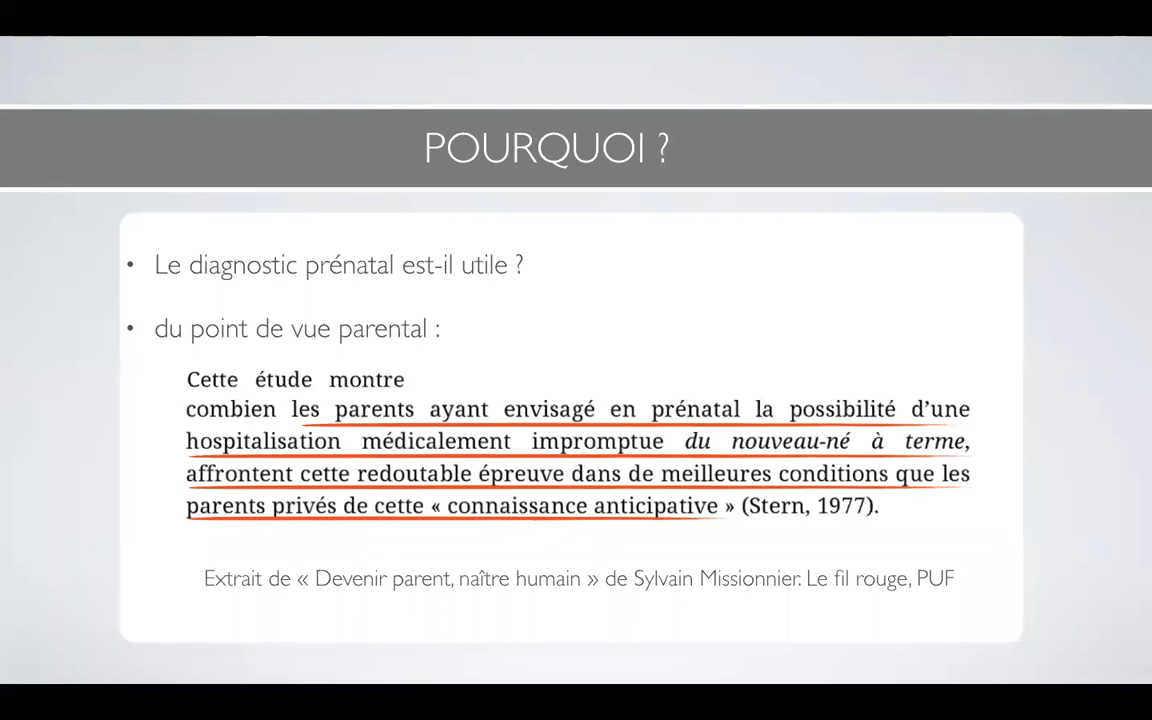 POURQUOI ?
• Le diagnostic prénatal est-il utile ?
• du point de vue parental :
Cette étude montre
combien les parents ayant envisagé en prénatal la possibilité d’une
hospitalisation médicalement impromptue du nouveau-né à terme,
affrontent cette redoutable épreuve dans de meilleures conditions que les
parents privés de cette « connaissance anticipative » (Stern, 1977).
Extrait de « Devenir parent, naître humain » de Sylvain Missionnier. Le fil rouge, PUF